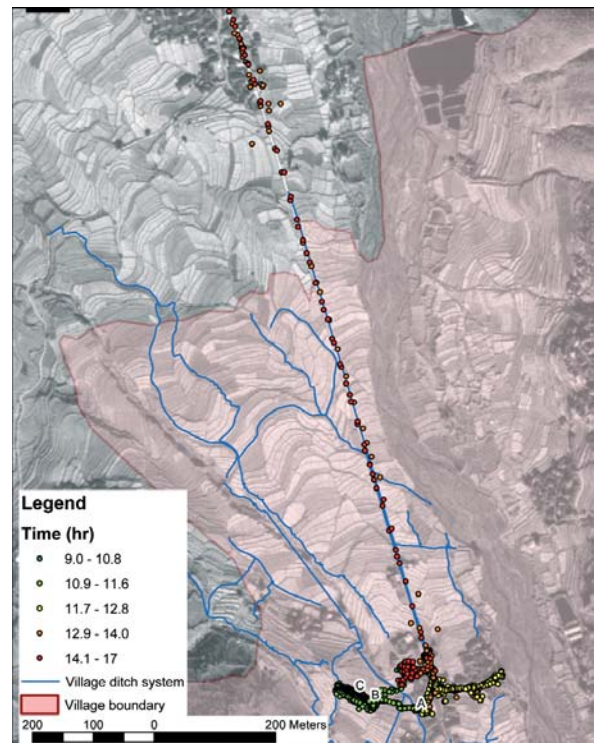 Legend
Time (hr)
9.0 - 10.8
10.9 - 11.6
11.7 - 12.8
12.9 - 14.0
14.1 - 17
Village ditch system
Village boundary
200 100 0 200 Meters
C
B
A